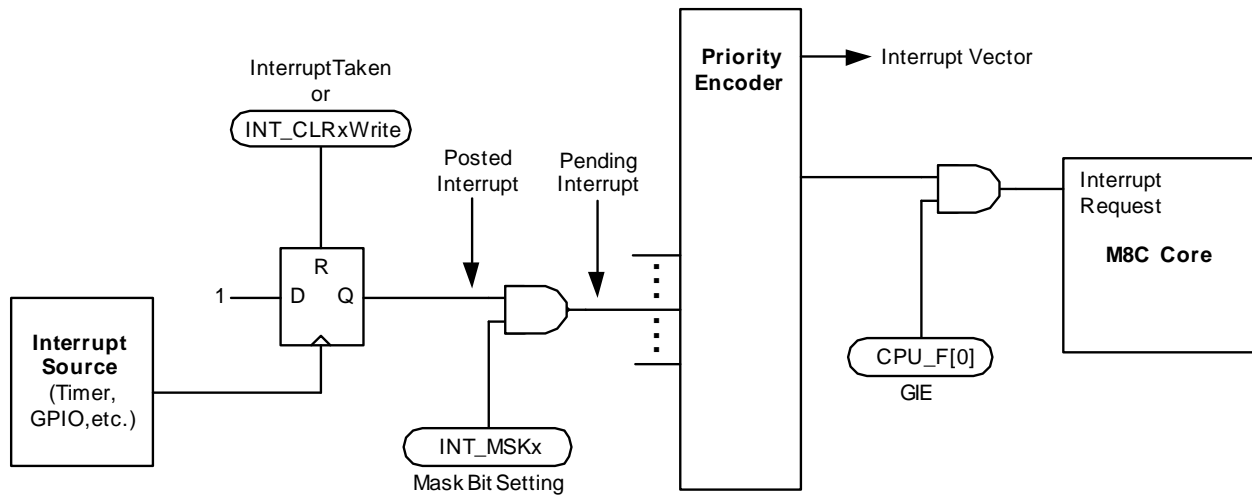 InterruptTaken
or
INT_CLRxWrite
R
1
D
Q
Interrupt
Source
(Timer,
GPIO,etc.)
Posted
Interrupt
Pending
Interrupt
INT_MSKx
Mask Bit Setting
Priority
Encoder
Interrupt Vector
CPU_F[0]
GIE
Interrupt
Request
M8C Core